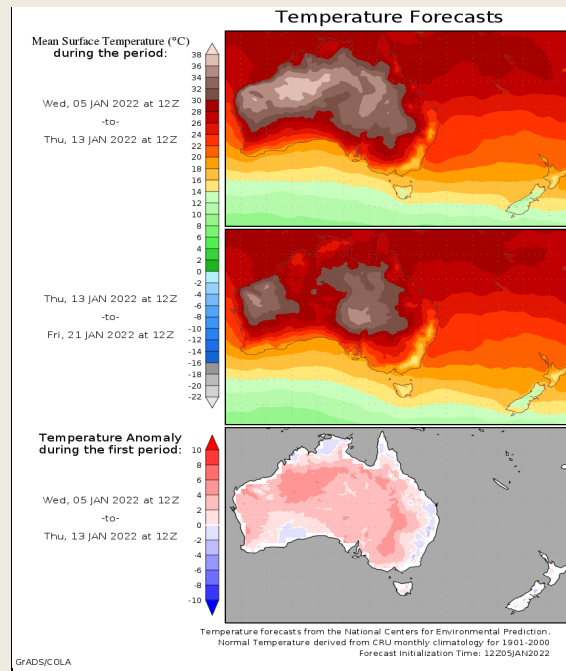 Temperature Forecasts
Mean Surface Temperature (°C)
during the period:
Wed, 05 JAN 2022 at 12Z
-to-
Thu, 13 JAN 2022 at 12Z
38
36
34
32
30
28
26
24
22
20
18
16
14
12
10
8
6
4
2
0
-2
-4
-6
-8
-10
-12
-14
-16
-18
-20
-22
Thu, 13 JAN 2022 at 12Z
-to-
Fri, 21 JAN 2022 at 12Z
Temperature Anomaly
during the first period:
Wed, 05 JAN 2022 at 12Z
-to-
Thu, 13 JAN 2022 at 12Z
10
8
6
4
2
0
-2
-4
-6
-8
-10
Temperature forecasts from the National Centers for Environmental Prediction.
Normal Temperature derived from CRU monthly climatology for 1901-2000
Forecast Initialization Time: 12Z05JAN2022
GrADS/COLA